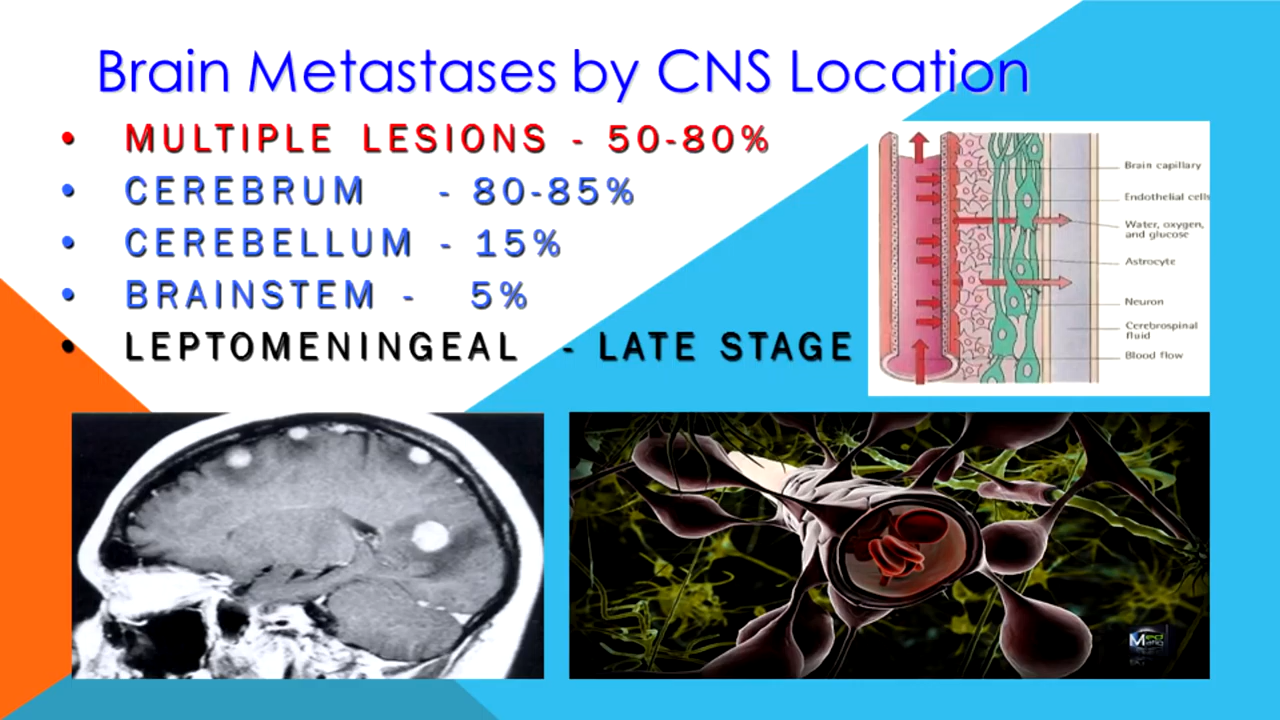 Brain Metastases by CNS Location
• MULTIPLE LESIONS - 50-80%
• CEREBRUM - 80-85%
• CEREBELLUM - 15%
• BRAINSTEM - 5%
• LEPTOMENINGEAL - LATE STAGE
Brain capillary
Endothelial cells
Water, oxygen,
and glucose
Astrocyte
Neuron
Cerebrospinal
fluid
Blood flow